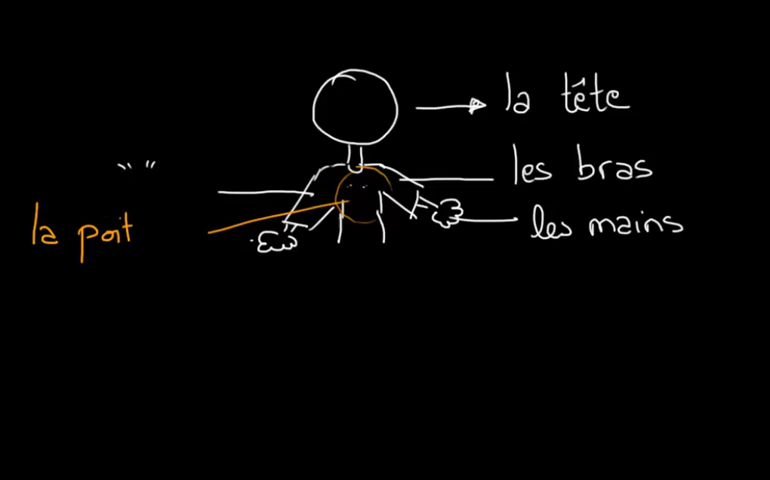 la tête
" "
les bras
la poit
les mains